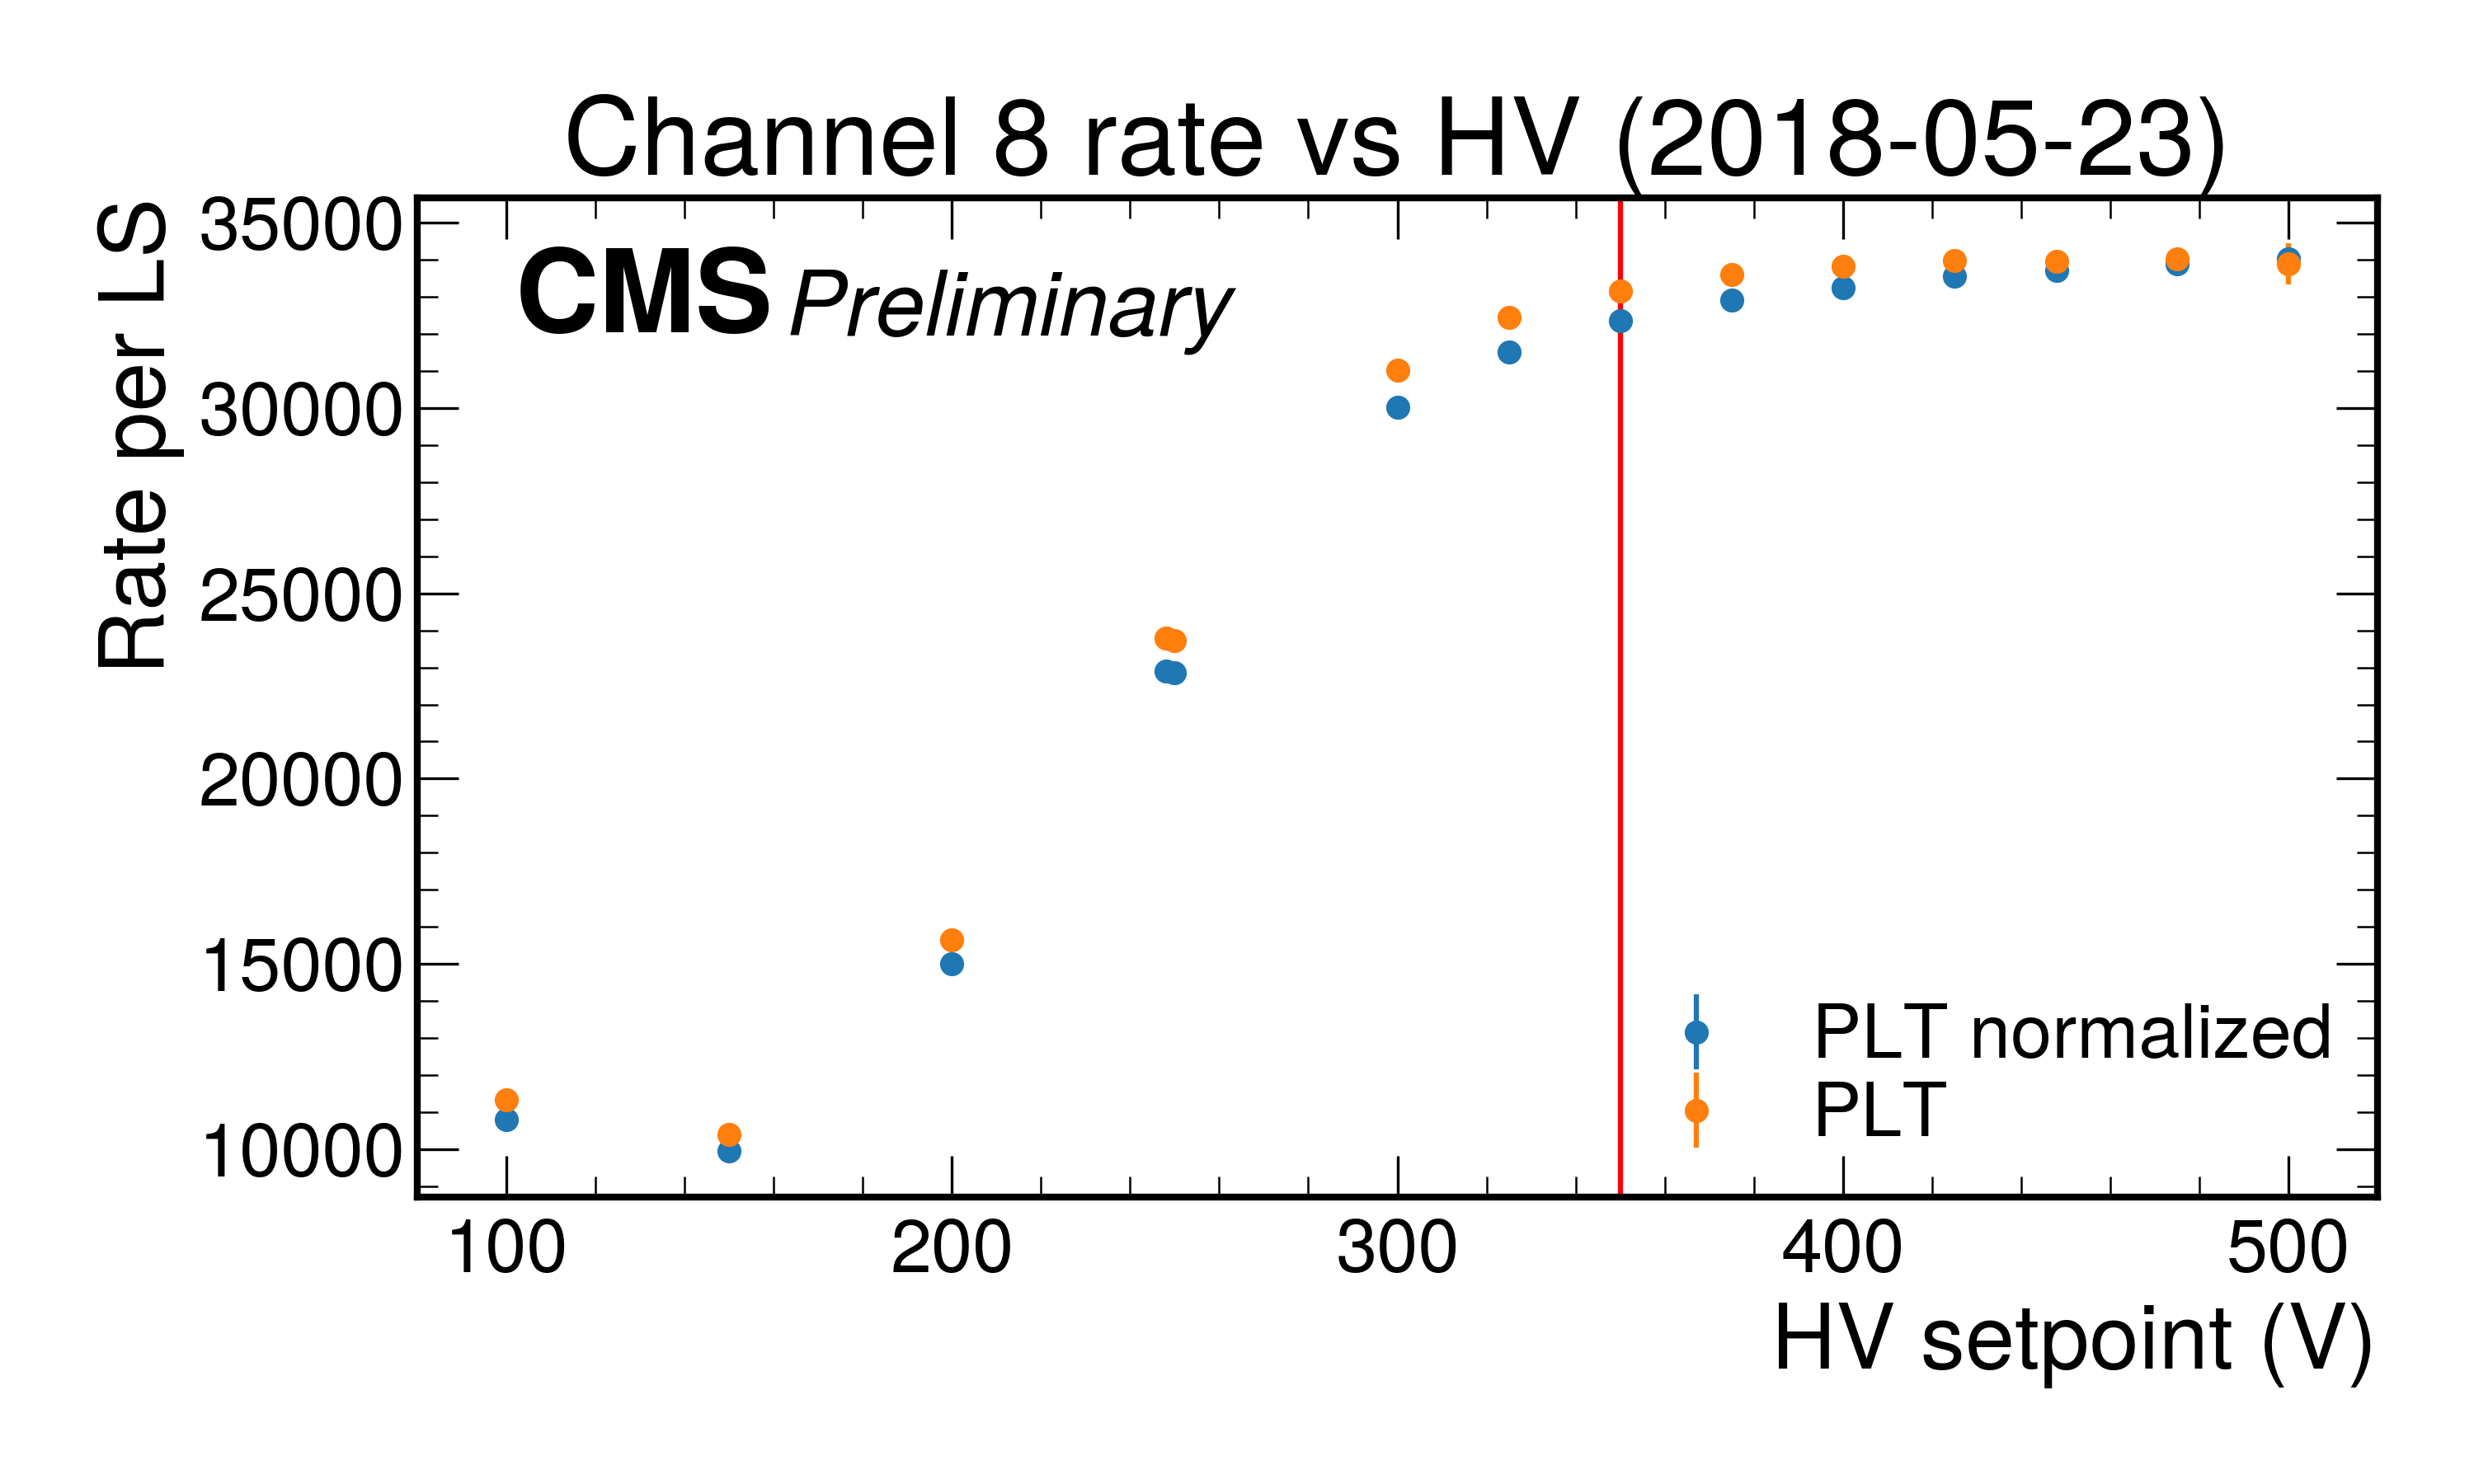 Channel 8 rate vs HV (2018-05-23)
CMS Preliminary
Rate per LS
35000
30000
25000
20000
15000
10000
PLT normalized
PLT
100 200 300 400 500
HV setpoint (V)